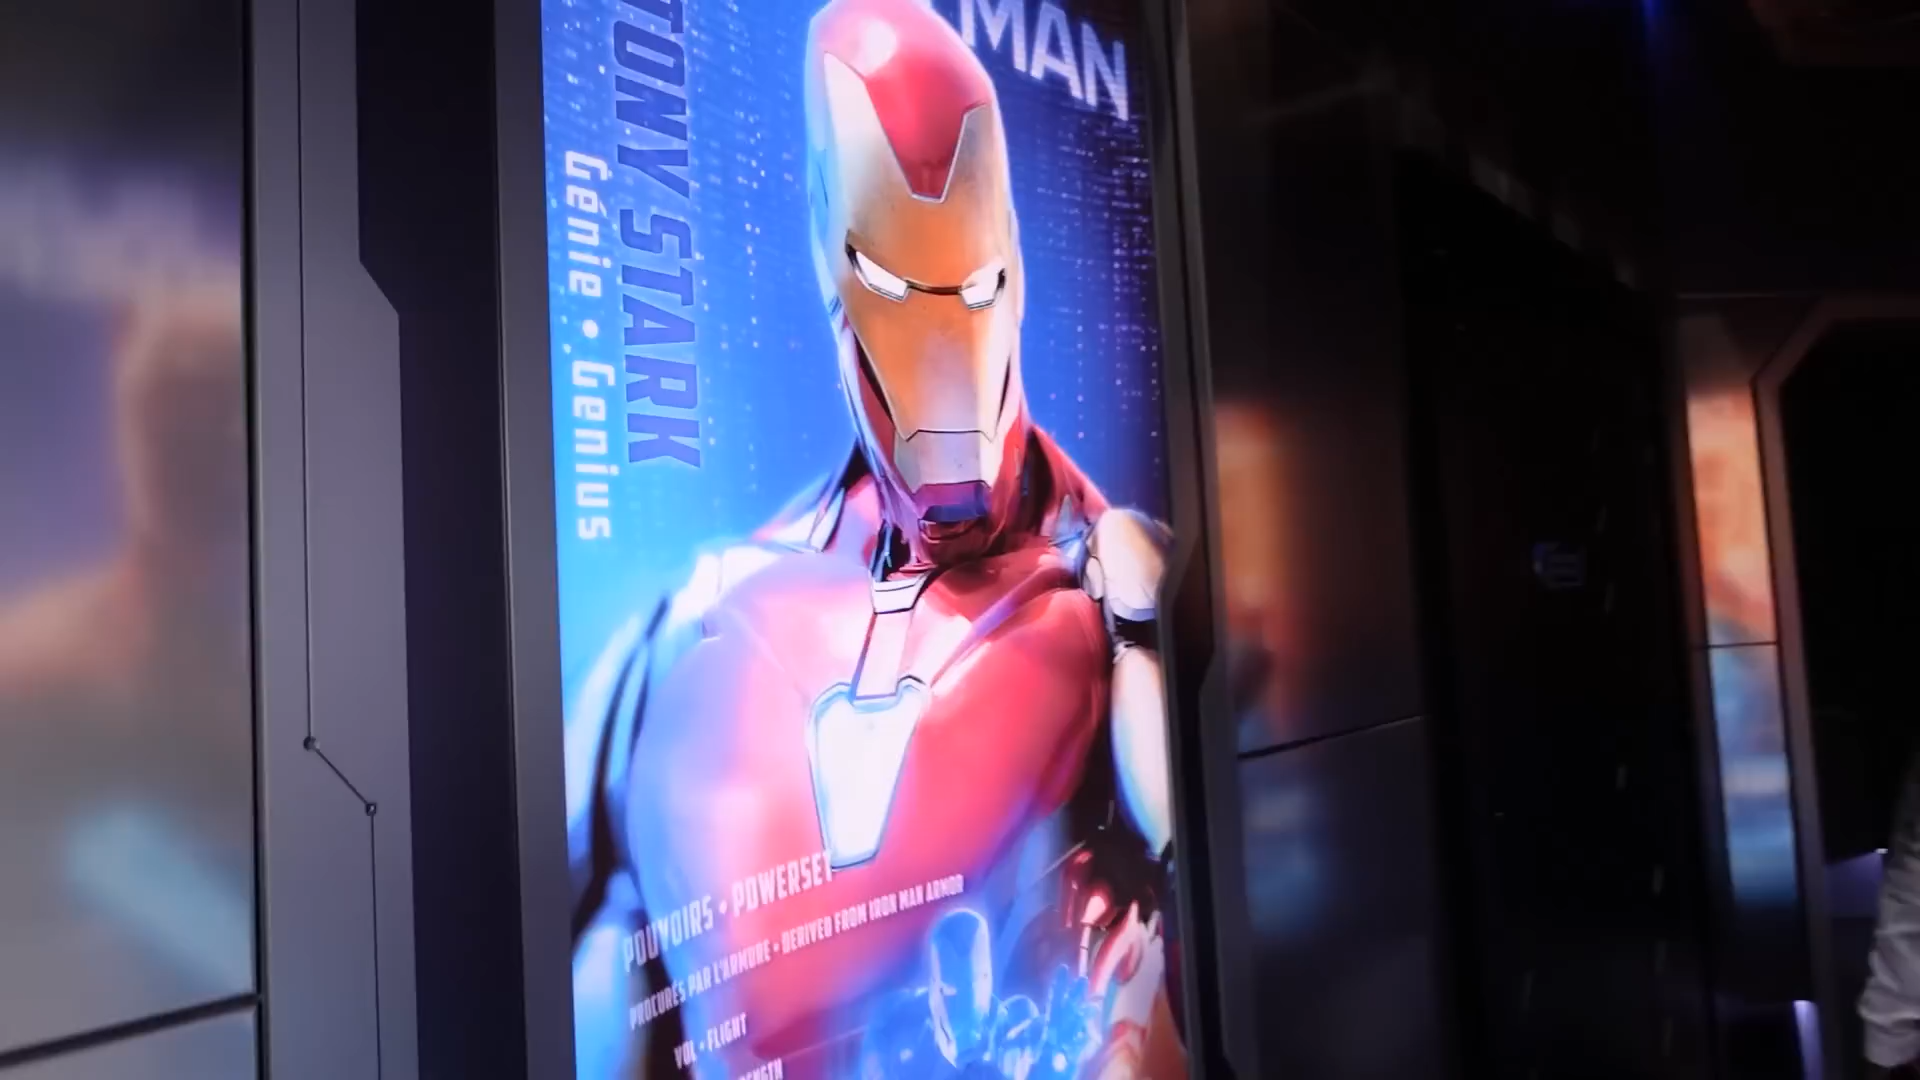 MAN
TONY STARK
Génie • Genius
POUVOIRS • POWERSET
PROCURÉS PAR L'ARMURE • DERIVED FROM IRON MAN ARMOR
VOL • FLIGHT